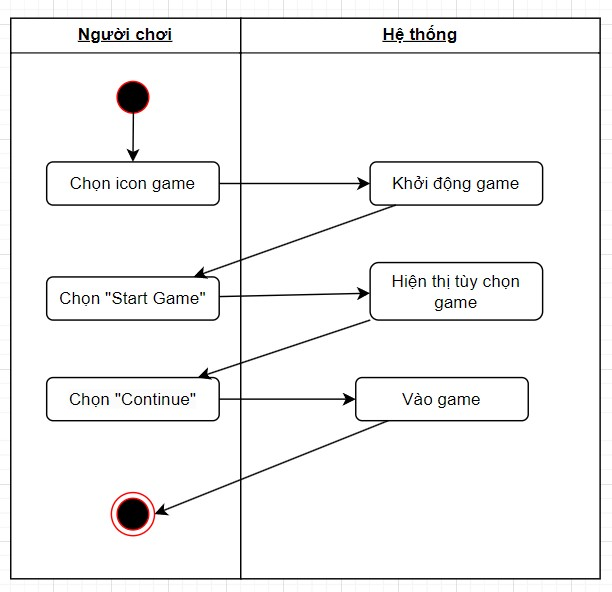 Người chơi
Hệ thống
Chọn icon game
Khởi động game
Chọn "Start Game"
Hiện thị tùy chọn
game
Chọn "Continue"
Vào game